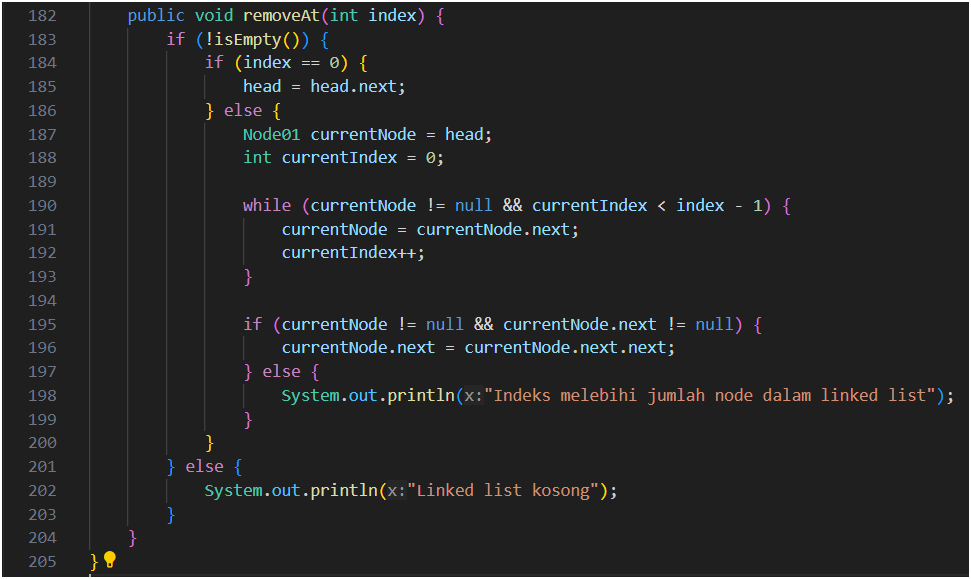 182 public void removeAt(int index) {
183 if (!isEmpty()) {
184 if (index == 0) {
185 head = head.next;
186 } else {
187 Node01 currentNode = head;
188 int currentIndex = 0;
189
190 while (currentNode != null && currentIndex < index - 1) {
191 currentNode = currentNode.next;
192 currentIndex++;
193 }
194
195 if (currentNode != null && currentNode.next != null) {
196 currentNode.next = currentNode.next.next;
197 } else {
198 System.out.println(x:"Indeks melebihi jumlah node dalam linked list");
199 }
200 }
201 } else {
202 System.out.println(x:"Linked list kosong");
203 }
204 }
205 }